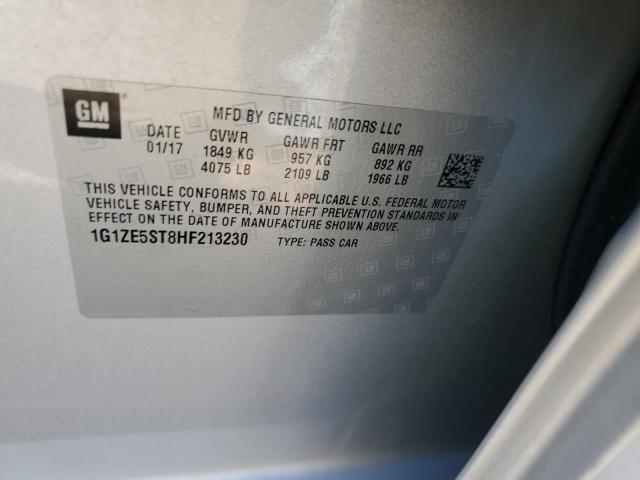 GM
MFD BY GENERAL MOTORS LLC
DATE GVWR GAWR FRT GAWR RR
01/17 1849 KG 957 KG 892 KG
4075 LB 2109 LB 1966 LB
THIS VEHICLE CONFORMS TO ALL APPLICABLE U.S. FEDERAL MOTOR
VEHICLE SAFETY, BUMPER, AND THEFT PREVENTION STANDARDS IN
EFFECT ON THE DATE OF MANUFACTURE SHOWN ABOVE.
1G1ZE5ST8HF213230 TYPE: PASS CAR